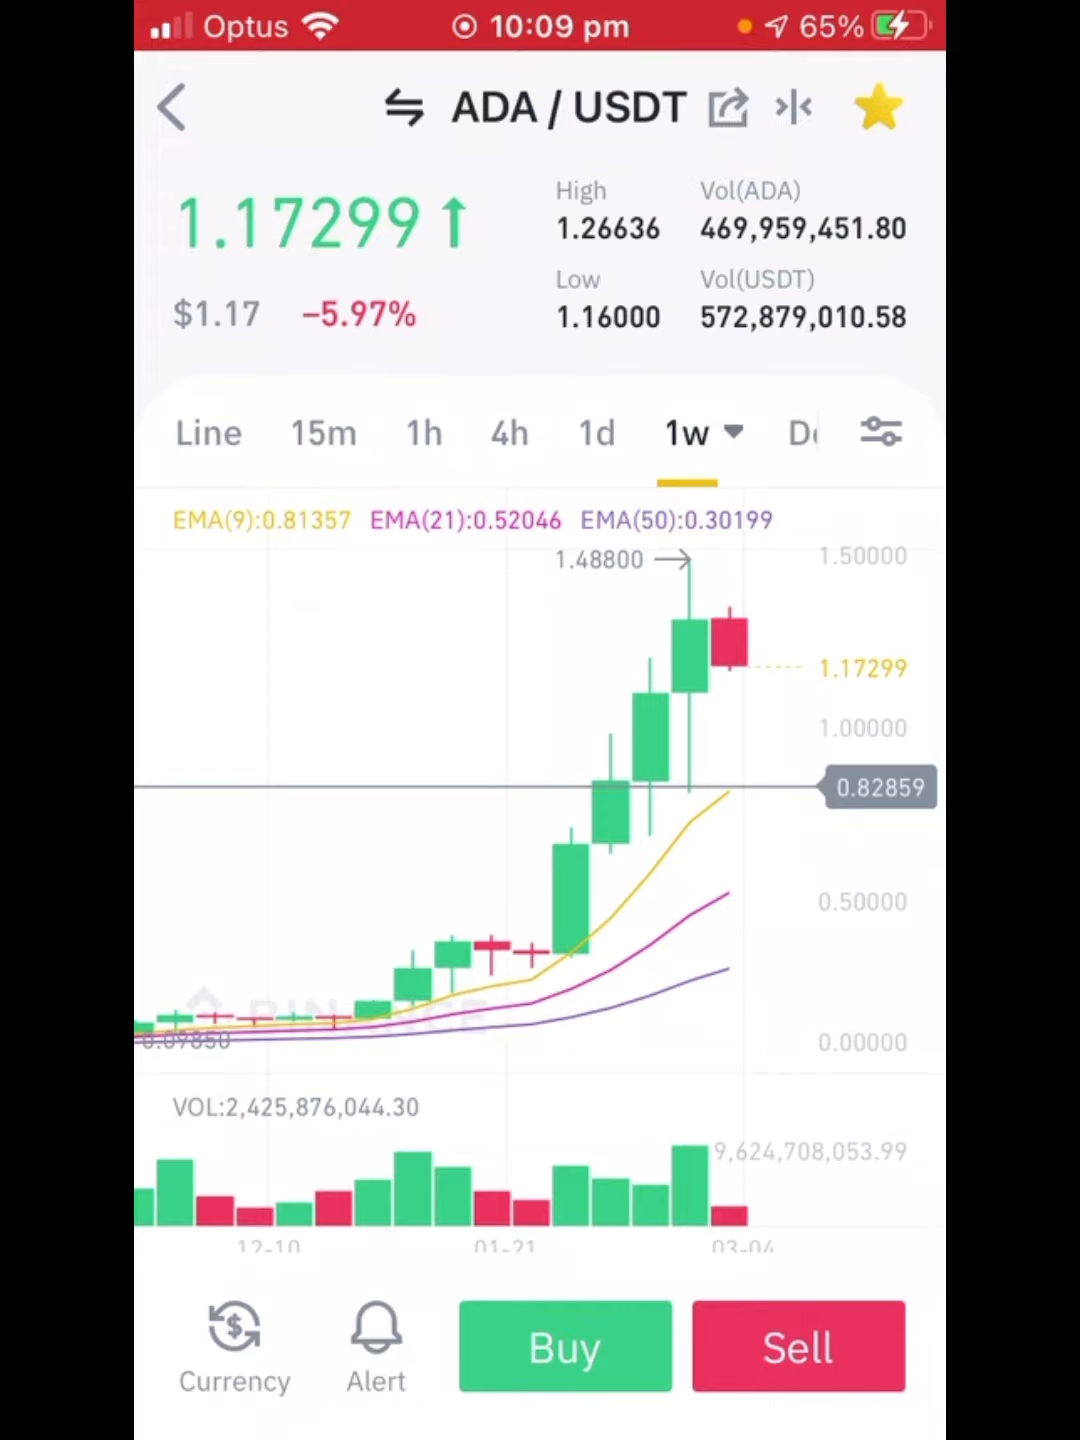 Optus 10:09 pm 65%
ADA / USDT
High Vol(ADA)
1.17299 1.26636 469,959,451.80
Low Vol(USDT)
$1.17 -5.97% 1.16000 572,879,010.58
Line 15m 1h 4h 1d 1w
EMA(9):0.81357 EMA(21):0.52046 EMA(50):0.30199
1.48800 1.50000
1.17299
1.00000
0.82859
0.50000
BINANCE
0.09850 0.00000
VOL:2,425,876,044.30
9,624,708,053.99
12-10 01-21 03-04
Buy Sell
Currency Alert